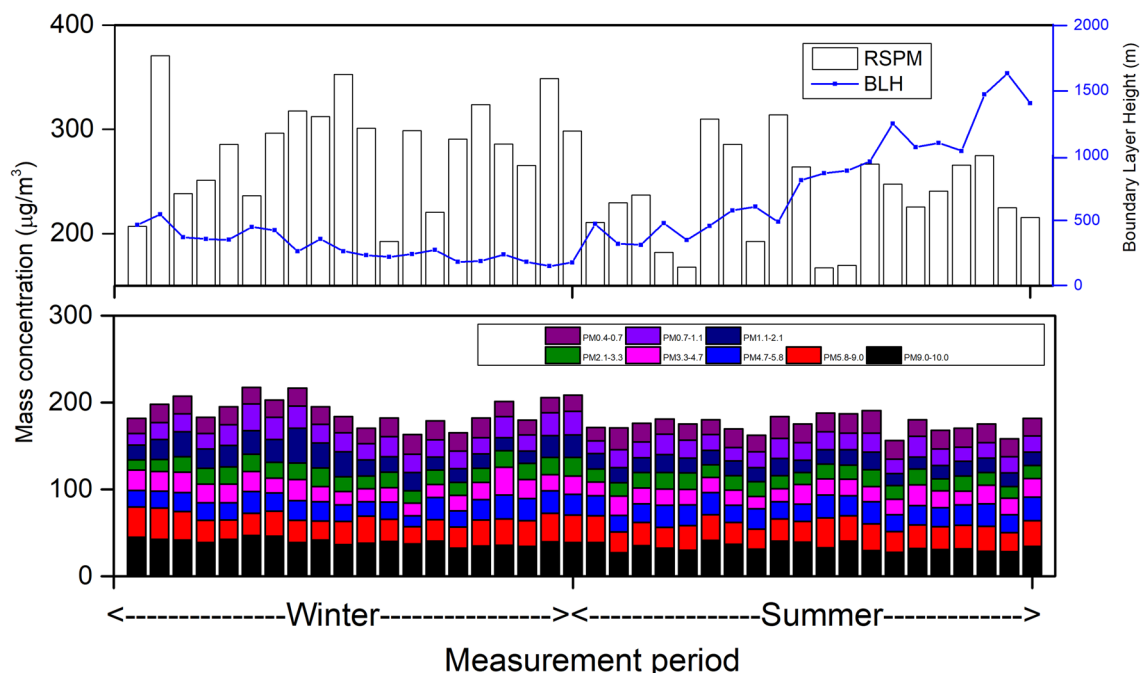 400
300
200
2000
1500
1000
500
0
RSPM
BLH
Boundary Layer Height (m)
Mass concentration (µg/m³)
300
200
100
0
PM0.4-0.7 PM0.7-1.1 PM1.1-2.1
PM2.1-3.3 PM3.3-4.7 PM4.7-5.8 PM5.8-9.0 PM9.0-10.0
<--------------Winter---------------><---------------Summer--------------->
Measurement period